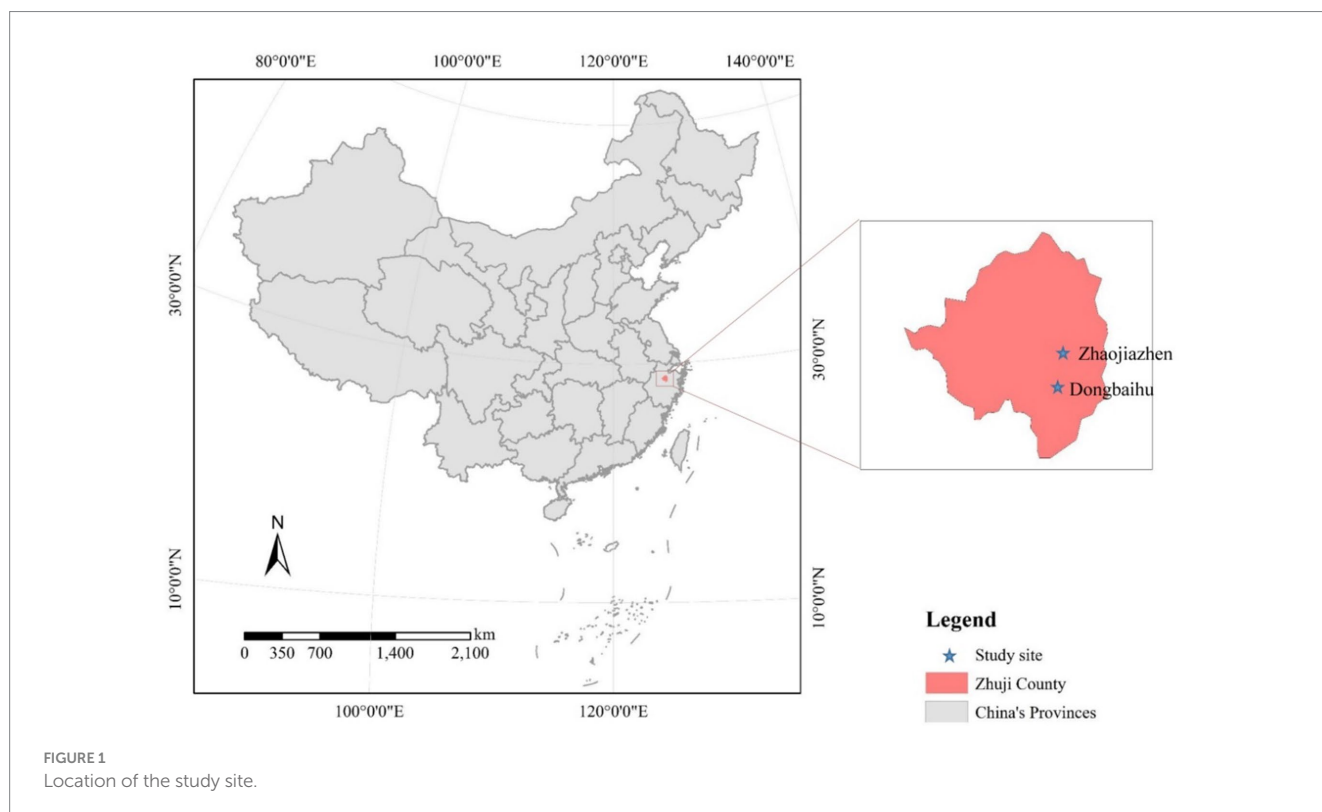 80°0'0"E 100°0'0"E 120°0'0"E 140°0'0"E
30°0'0"N
30°0'0"N
Zhaojiazhen
Dongbaihu
N
10°0'0"N
10°0'0"N
km
0 350 700 1,400 2,100
100°0'0"E 120°0'0"E
Legend
Study site
Zhuji County
China's Provinces
FIGURE 1
Location of the study site.